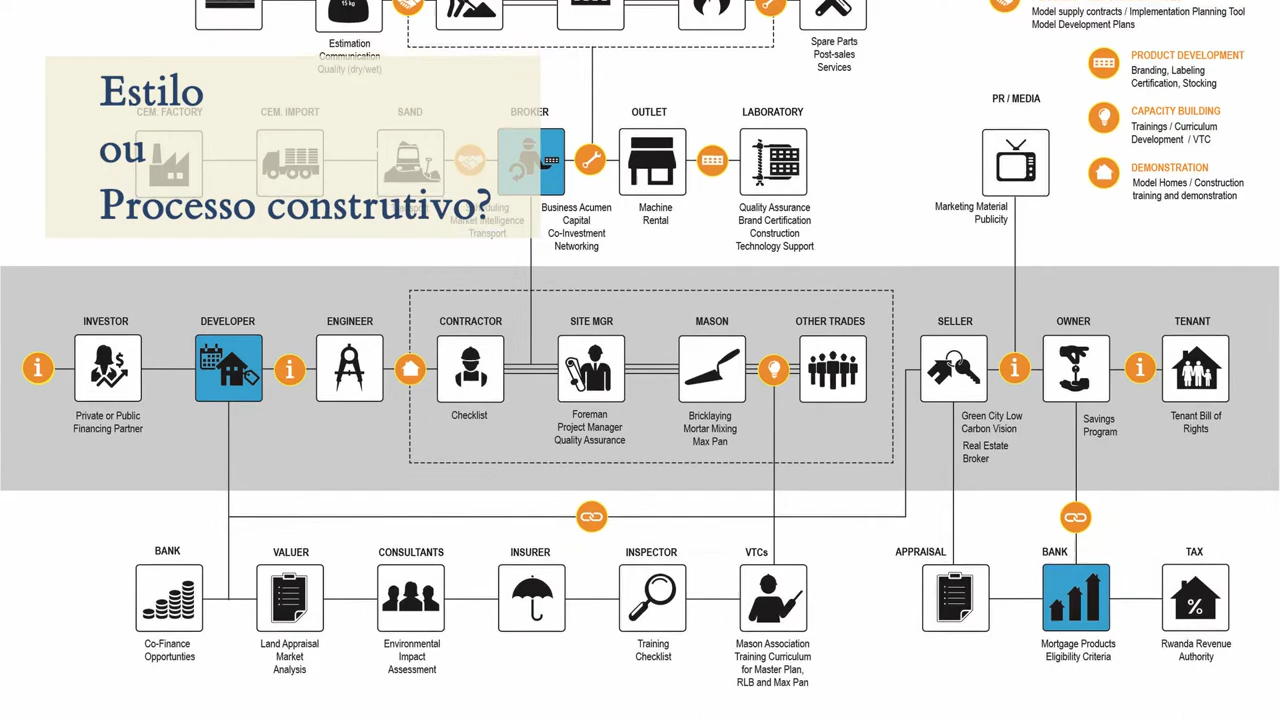 15 kg
Estimation
Communication
Quality (dry/wet)
Spare Parts
Post-sales
Services
Model supply contracts / Implementation Planning Tool
Model Development Plans
PRODUCT DEVELOPMENT
Branding, Labeling
Certification, Stocking
CAPACITY BUILDING
Trainings / Curriculum
Development / VTC
DEMONSTRATION
Model Homes / Construction
training and demonstration
Estilo
ou
Processo construtivo?
CEM. FACTORY
CEM. IMPORT
SAND
BROKER
OUTLET
LABORATORY
PR / MEDIA
Scheduling
Market Intelligence
Transport
Business Acumen
Capital
Co-Investment
Networking
Machine
Rental
Quality Assurance
Brand Certification
Construction
Technology Support
Marketing Material
Publicity
INVESTOR
DEVELOPER
ENGINEER
CONTRACTOR
SITE MGR
MASON
OTHER TRADES
SELLER
OWNER
TENANT
Private or Public
Financing Partner
Checklist
Foreman
Project Manager
Quality Assurance
Bricklaying
Mortar Mixing
Max Pan
Green City Low
Carbon Vision
Real Estate
Broker
Savings
Program
Tenant Bill of
Rights
BANK
VALUER
CONSULTANTS
INSURER
INSPECTOR
VTCs
APPRAISAL
BANK
TAX
Co-Finance
Opportunties
Land Appraisal
Market
Analysis
Environmental
Impact
Assessment
Training
Checklist
Mason Association
Training Curriculum
for Master Plan,
RLB and Max Pan
Mortgage Products
Eligibility Criteria
Rwanda Revenue
Authority